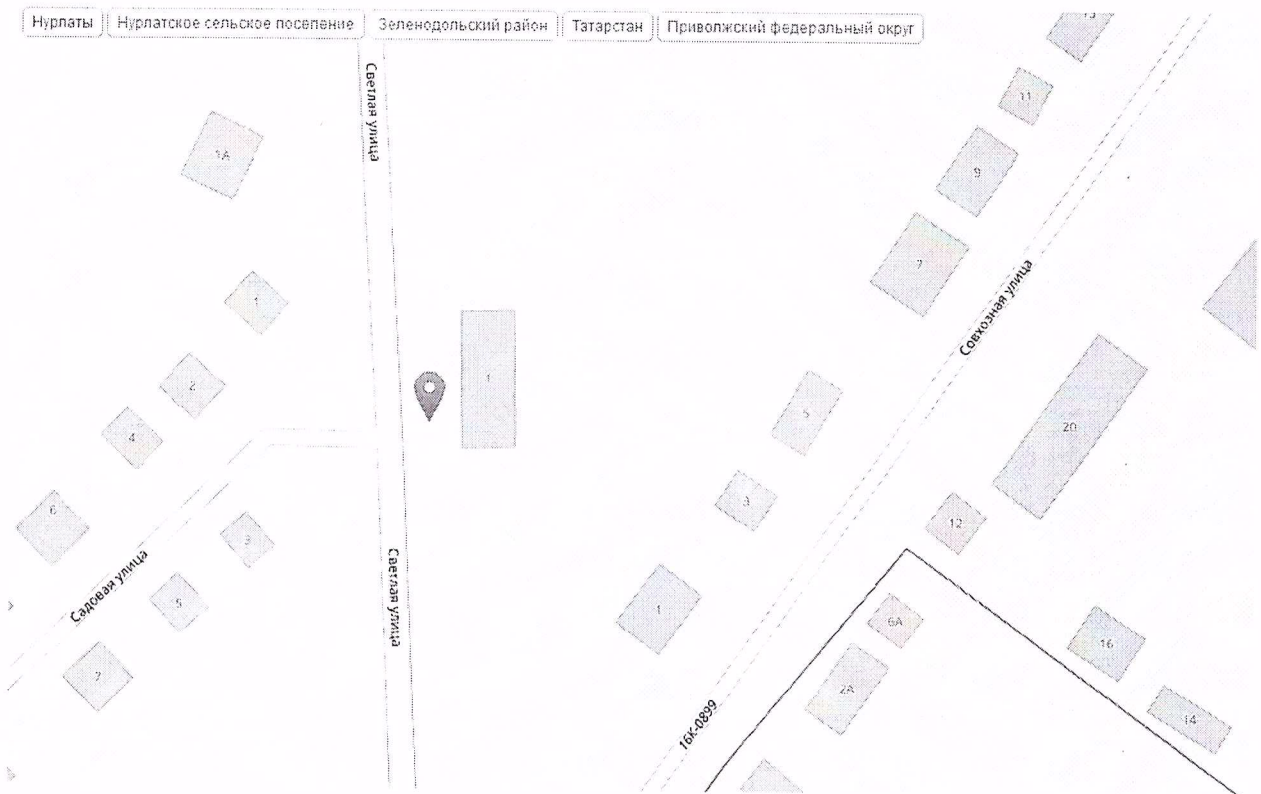 Нурлаты Нурлатское сельское поселение Зеленодольский район Татарстан Приволжский федеральный округ
13
Светлая улица
11
1А
9
7
1
Совхозная улица
1
2
5
20
4
3
6
12
3
Светлая улица
Садовая улица
5
1
6А
16
7
2А
14
16К-0899